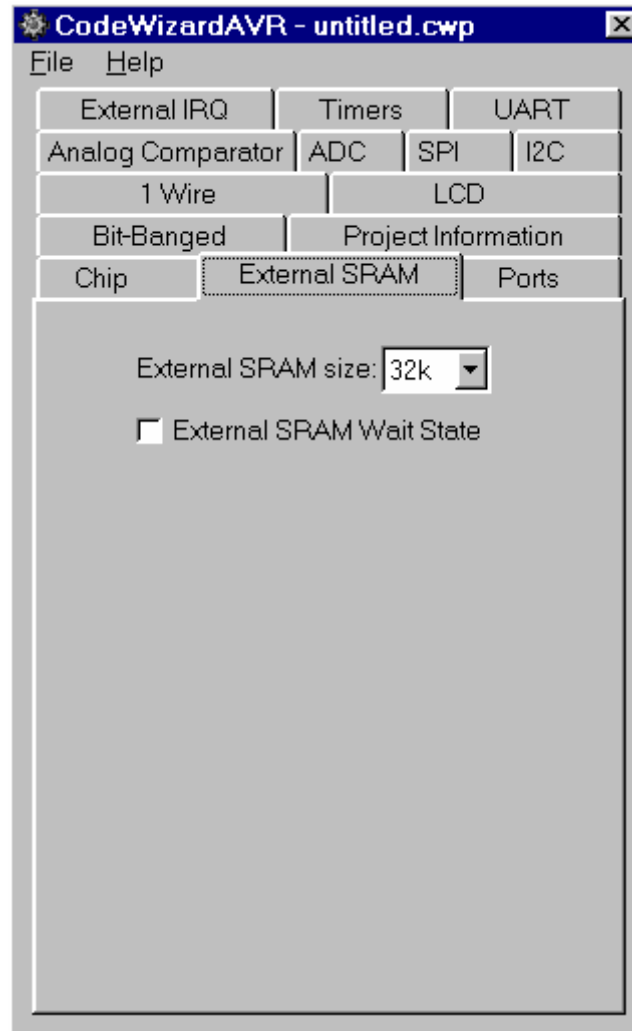 CodeWizardAVR - untitled.cwp
File Help
External IRQ Timers UART
Analog Comparator ADC SPI I2C
1 Wire LCD
Bit-Banged Project Information
Chip External SRAM Ports
External SRAM size: 32k
External SRAM Wait State